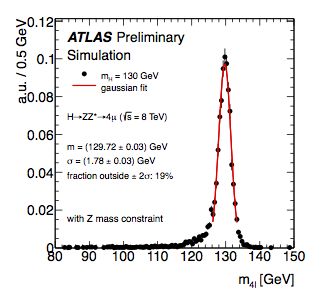 a.u. / 0.5 GeV
0.12
0.1
0.08
0.06
0.04
0.02
0
ATLAS Preliminary
Simulation
m_H = 130 GeV
gaussian fit
H→ZZ*→4μ (√s = 8 TeV)
m = (129.72 ± 0.03) GeV
σ = (1.78 ± 0.03) GeV
fraction outside ± 2σ: 19%
with Z mass constraint
80 90 100 110 120 130 140 150
m_4l [GeV]